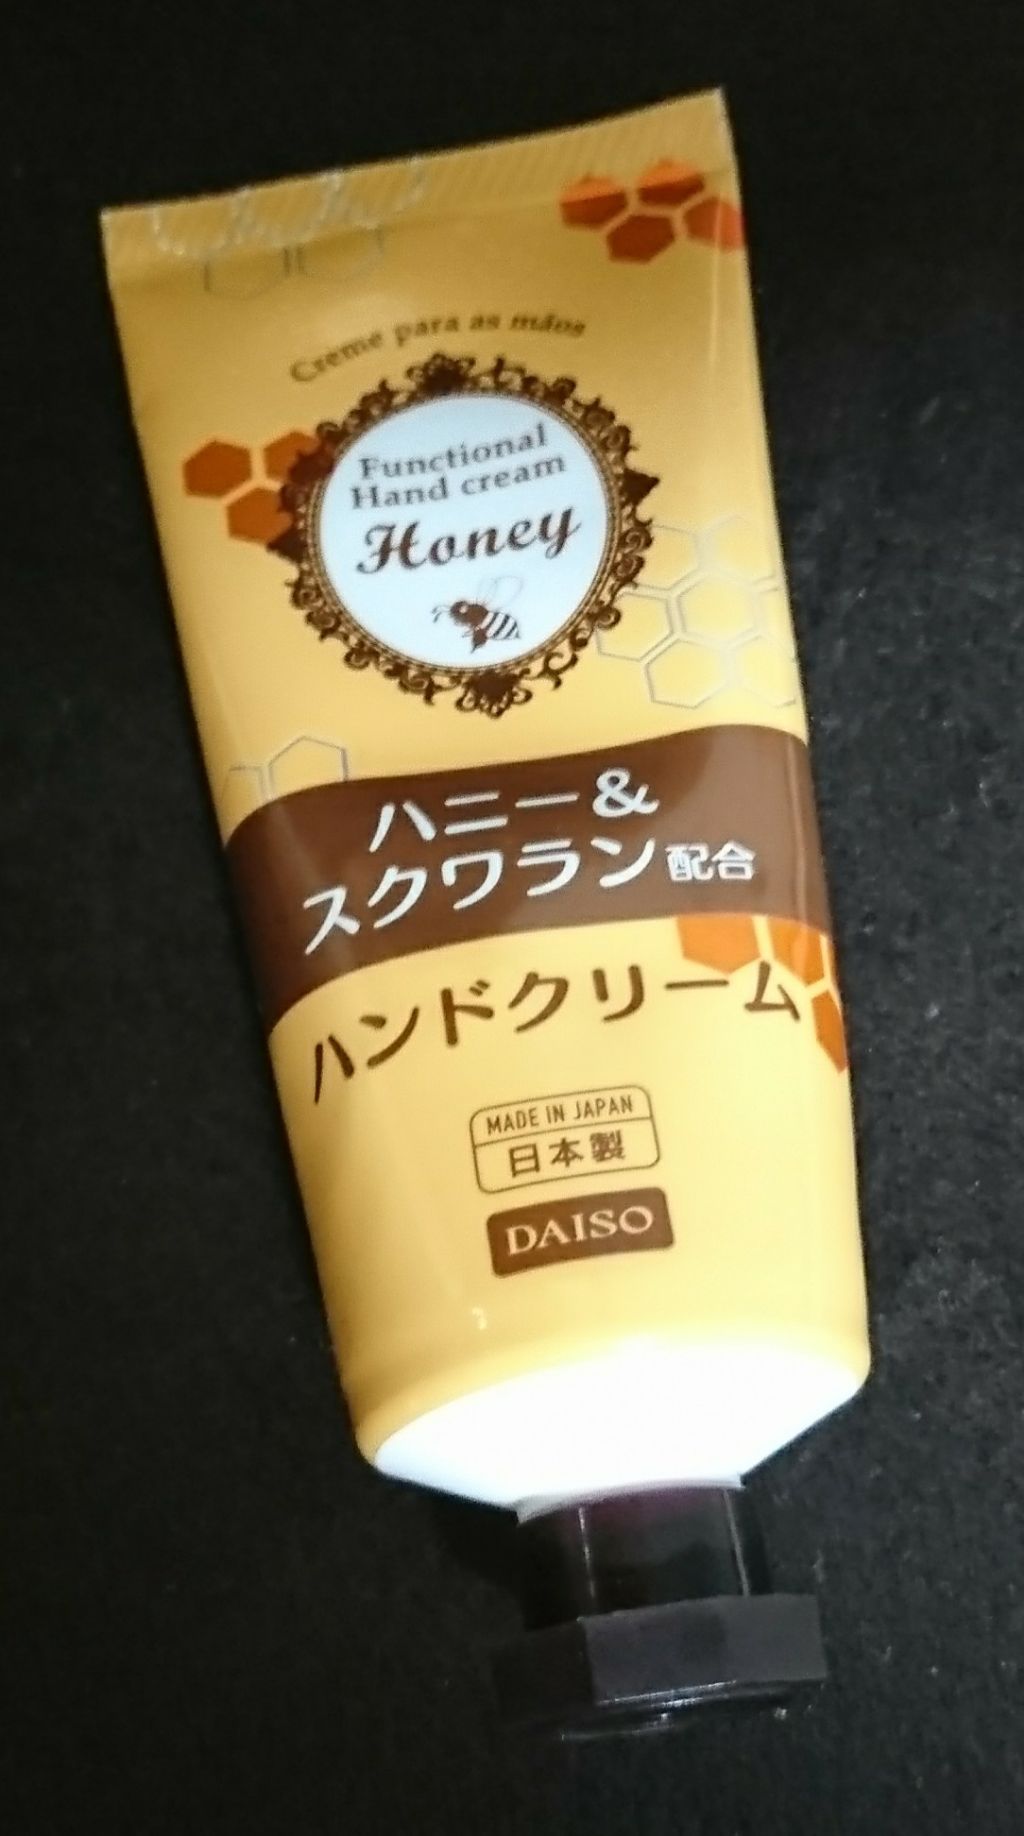 Creme para as mãos
Functional
Hand cream
Honey
ハニー&
スクワラン配合
ハンドクリーム
MADE IN JAPAN
日本製
DAISO